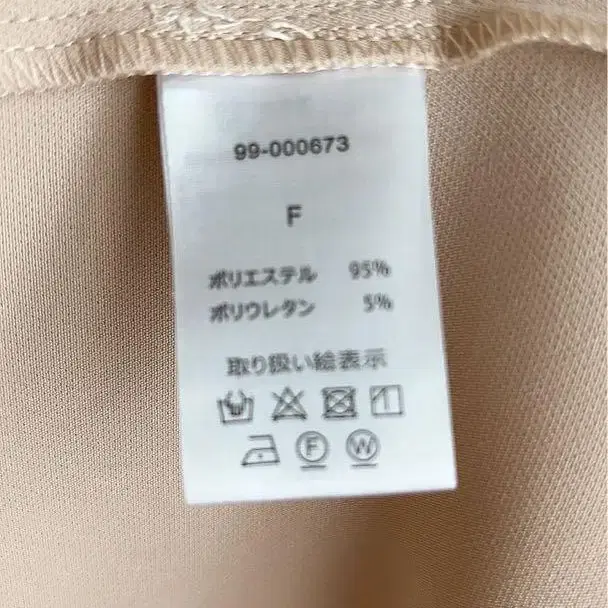 99-000673
F
ポリエステル 95%
ポリウレタン 5%
取り扱い絵表示
F W